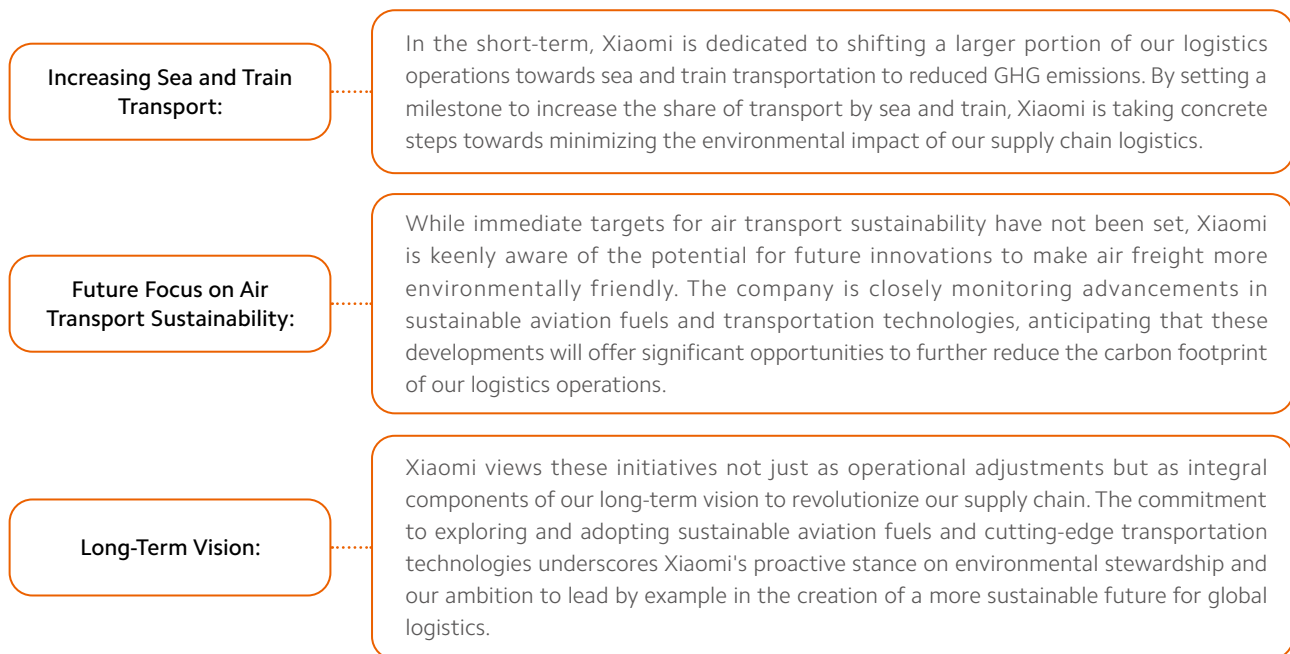 Increasing Sea and Train
Transport:
In the short-term, Xiaomi is dedicated to shifting a larger portion of our logistics
operations towards sea and train transportation to reduced GHG emissions. By setting a
milestone to increase the share of transport by sea and train, Xiaomi is taking concrete
steps towards minimizing the environmental impact of our supply chain logistics.
Future Focus on Air
Transport Sustainability:
While immediate targets for air transport sustainability have not been set, Xiaomi
is keenly aware of the potential for future innovations to make air freight more
environmentally friendly. The company is closely monitoring advancements in
sustainable aviation fuels and transportation technologies, anticipating that these
developments will offer significant opportunities to further reduce the carbon footprint
of our logistics operations.
Long-Term Vision:
Xiaomi views these initiatives not just as operational adjustments but as integral
components of our long-term vision to revolutionize our supply chain. The commitment
to exploring and adopting sustainable aviation fuels and cutting-edge transportation
technologies underscores Xiaomi's proactive stance on environmental stewardship and
our ambition to lead by example in the creation of a more sustainable future for global
logistics.